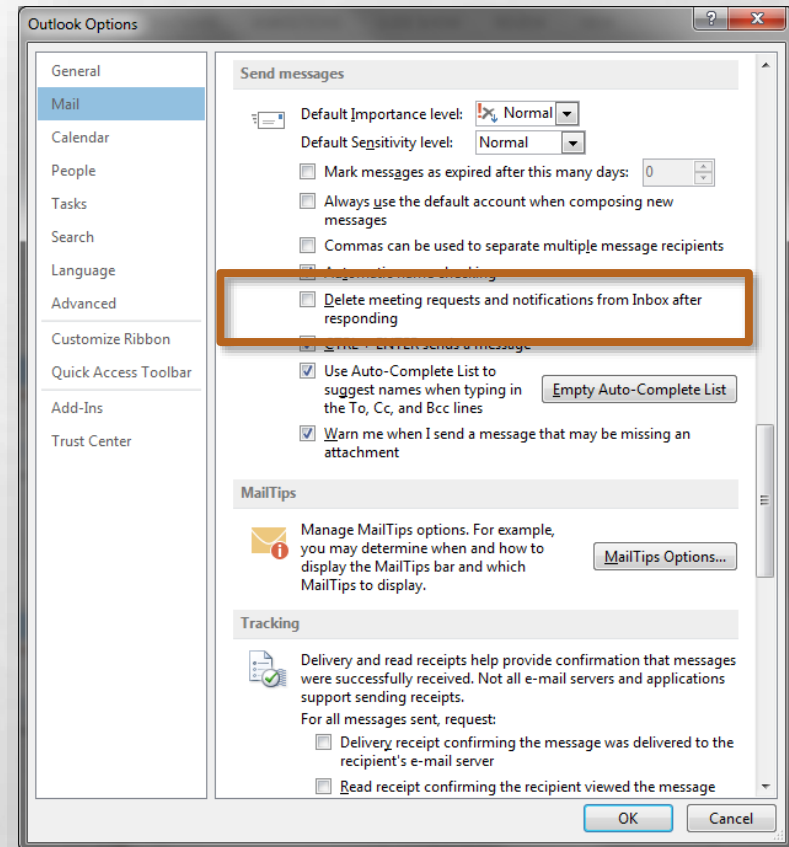 Outlook Options
General
Mail
Calendar
People
Tasks
Search
Language
Advanced
Customize Ribbon
Quick Access Toolbar
Add-Ins
Trust Center
Send messages
Default Importance level: Normal
Default Sensitivity level: Normal
Mark messages as expired after this many days: 0
Always use the default account when composing new
messages
Commas can be used to separate multiple message recipients
Automatic name checking
Delete meeting requests and notifications from Inbox after
responding
CTRL + ENTER sends a message
Use Auto-Complete List to
suggest names when typing in
the To, Cc, and Bcc lines
Empty Auto-Complete List
Warn me when I send a message that may be missing an
attachment
MailTips
Manage MailTips options. For example,
you may determine when and how to
display the MailTips bar and which
MailTips to display.
MailTips Options...
Tracking
Delivery and read receipts help provide confirmation that messages
were successfully received. Not all e-mail servers and applications
support sending receipts.
For all messages sent, request:
Delivery receipt confirming the message was delivered to the
recipient's e-mail server
Read receipt confirming the recipient viewed the message
OK
Cancel